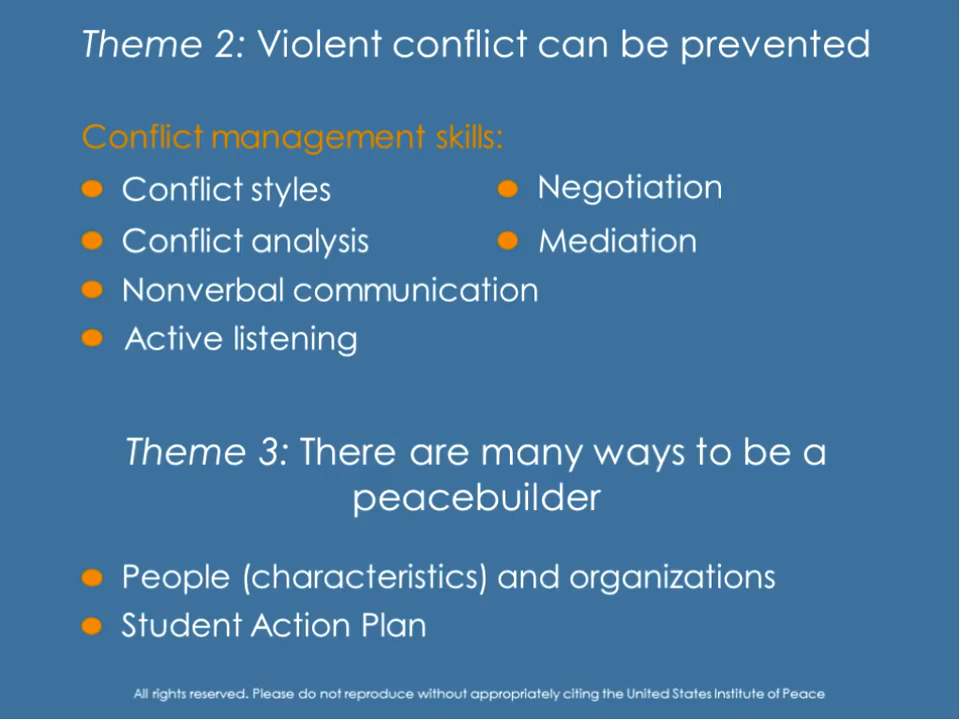 Theme 2: Violent conflict can be prevented
Conflict management skills:
Conflict styles
Conflict analysis
Nonverbal communication
Active listening
Negotiation
Mediation
Theme 3: There are many ways to be a
peacebuilder
People (characteristics) and organizations
Student Action Plan
All rights reserved. Please do not reproduce without appropriately citing the United States Institute of Peace